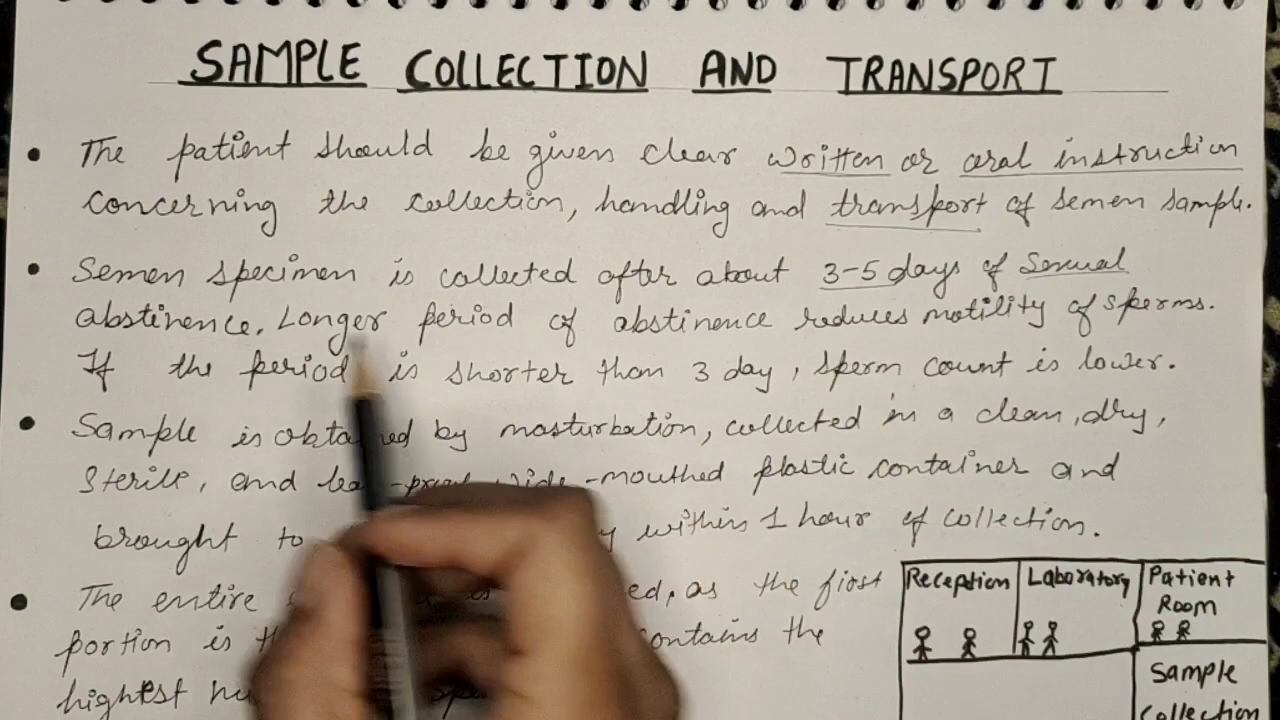 SAMPLE COLLECTION AND TRANSPORT
• The patient should be given clear written or oral instruction
concerning the collection, handling and transport of semen sample.
• Semen specimen is collected after about 3-5 days of Sexual
abstinence. Longer period of abstinence reduces motility of sperms.
If the period is shorter than 3 day, sperm count is lower.
• Sample is obtained by masturbation, collected in a clean, dry,
Sterile, and wide-mouthed plastic container and
brought to within 1 hour of collection.
• The entire as the first
portion is contains the
highest
Reception
Laboratory
Patient
Room
Sample
Collection